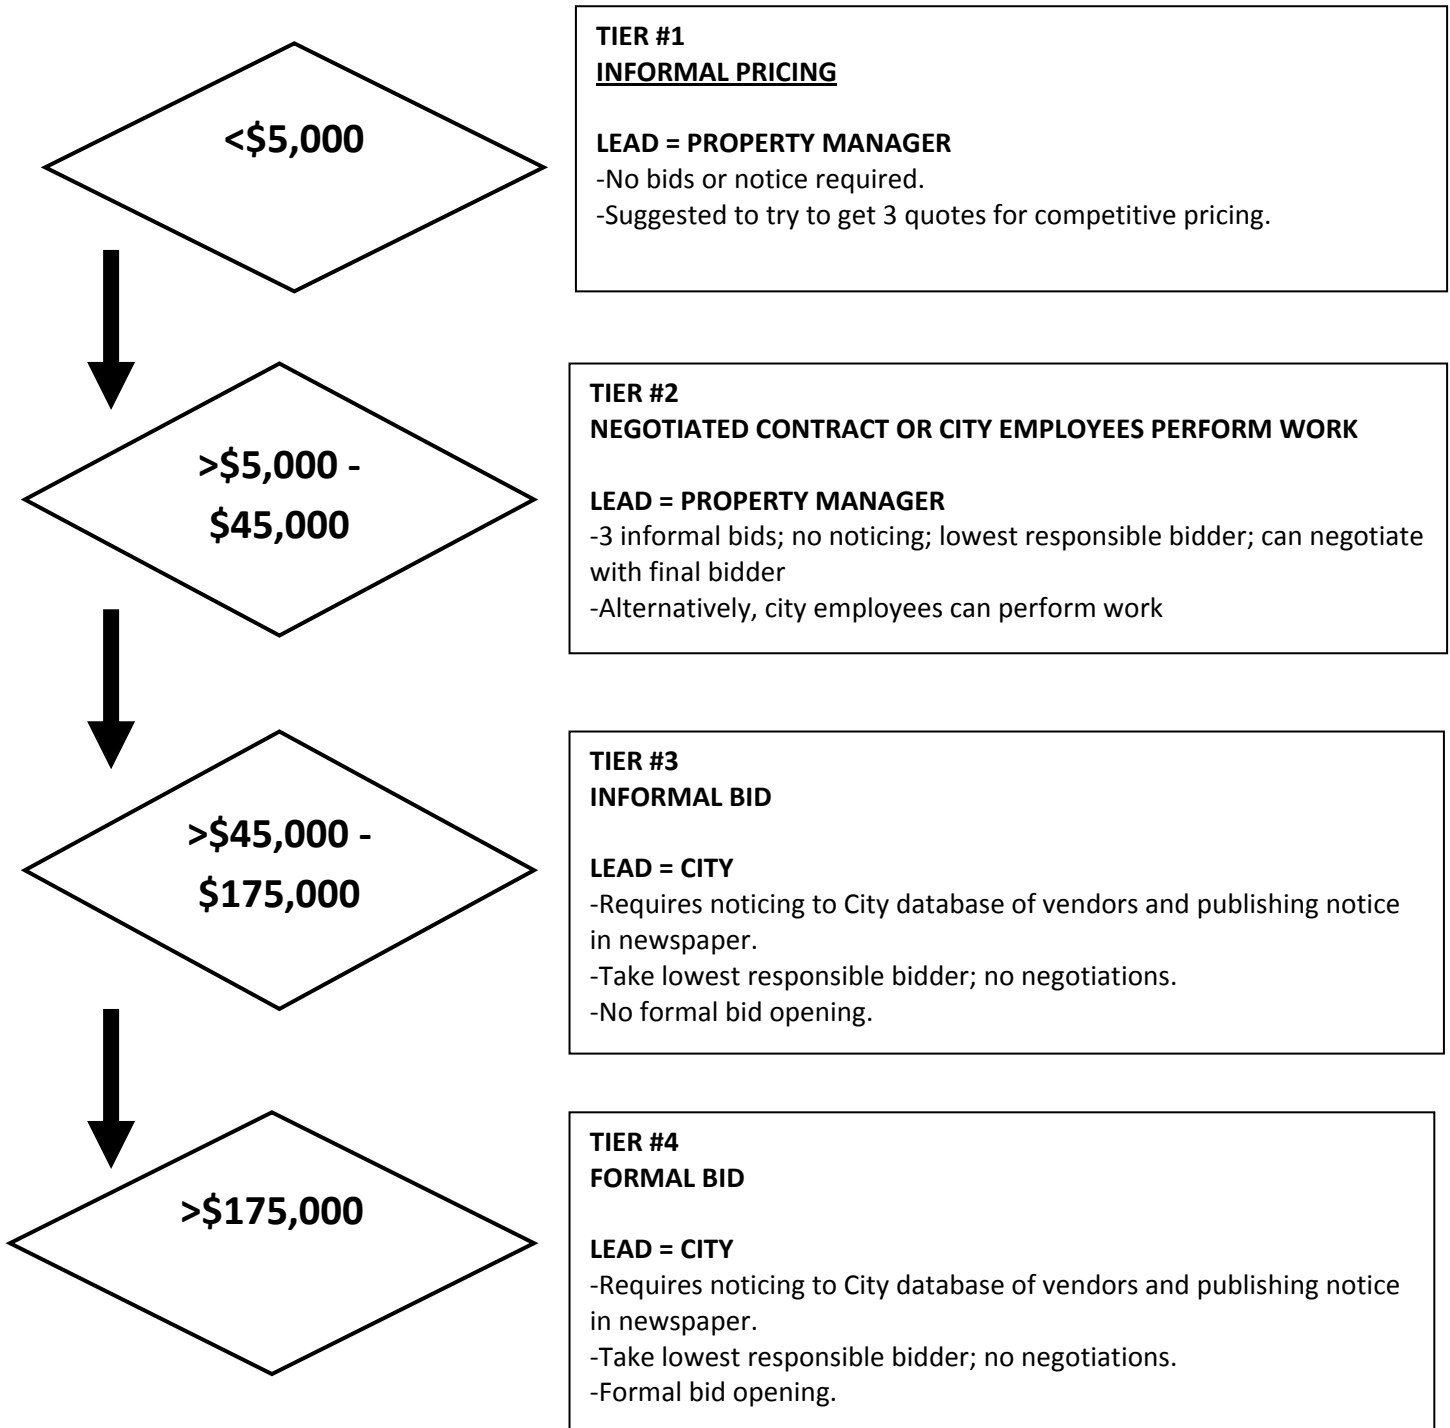 <$5,000
TIER #1
INFORMAL PRICING
LEAD = PROPERTY MANAGER
-No bids or notice required.
-Suggested to try to get 3 quotes for competitive pricing.
>$5,000 -
$45,000
TIER #2
NEGOTIATED CONTRACT OR CITY EMPLOYEES PERFORM WORK
LEAD = PROPERTY MANAGER
-3 informal bids; no noticing; lowest responsible bidder; can negotiate
with final bidder
-Alternatively, city employees can perform work
>$45,000 -
$175,000
TIER #3
INFORMAL BID
LEAD = CITY
-Requires noticing to City database of vendors and publishing notice
in newspaper.
-Take lowest responsible bidder; no negotiations.
-No formal bid opening.
>$175,000
TIER #4
FORMAL BID
LEAD = CITY
-Requires noticing to City database of vendors and publishing notice
in newspaper.
-Take lowest responsible bidder; no negotiations.
-Formal bid opening.